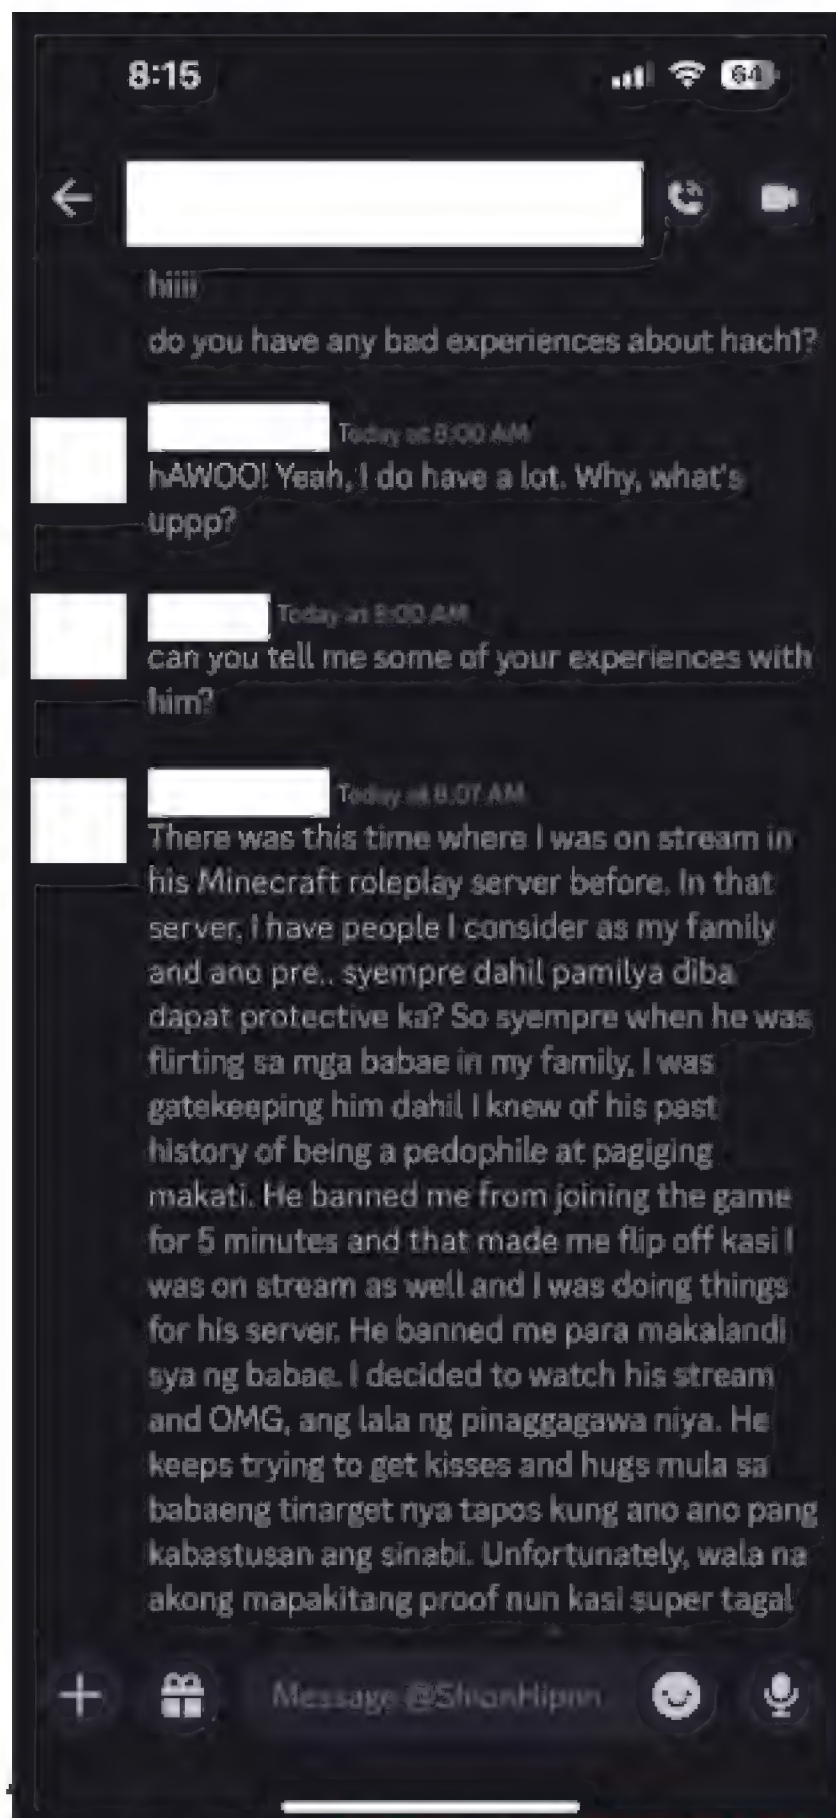 8:15
64
hiiii
do you have any bad experiences about hach1?
Today at 8:00 AM
hAWOO! Yeah, I do have a lot. Why, what's
uppp?
Today at 8:00 AM
can you tell me some of your experiences with
him?
Today at 8:07 AM
There was this time where I was on stream in
his Minecraft roleplay server before. In that
server, I have people I consider as my family
and ano pre.. syempre dahil pamilya diba
dapat protective ka? So syempre when he was
flirting sa mga babae in my family, I was
gatekeeping him dahil I knew of his past
history of being a pedophile at pagiging
makati. He banned me from joining the game
for 5 minutes and that made me flip off kasi I
was on stream as well and I was doing things
for his server. He banned me para makalandi
sya ng babae. I decided to watch his stream
and OMG, ang lala ng pinaggagawa niya. He
keeps trying to get kisses and hugs mula sa
babaeng tinarget nya tapos kung ano ano pang
kabastusan ang sinabi. Unfortunately, wala na
akong mapakitang proof nun kasi super tagal
Message